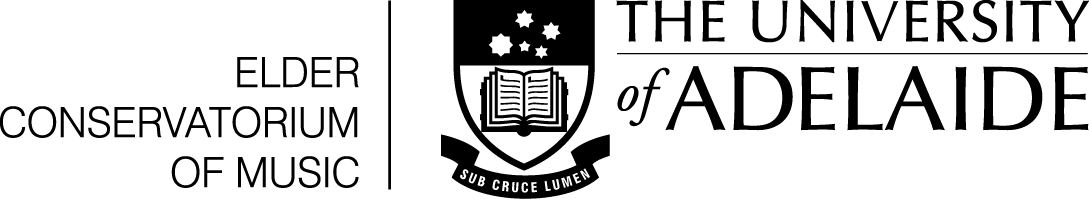 ELDER
CONSERVATORIUM
OF MUSIC
THE UNIVERSITY
of ADELAIDE
SUB CRUCE LUMEN